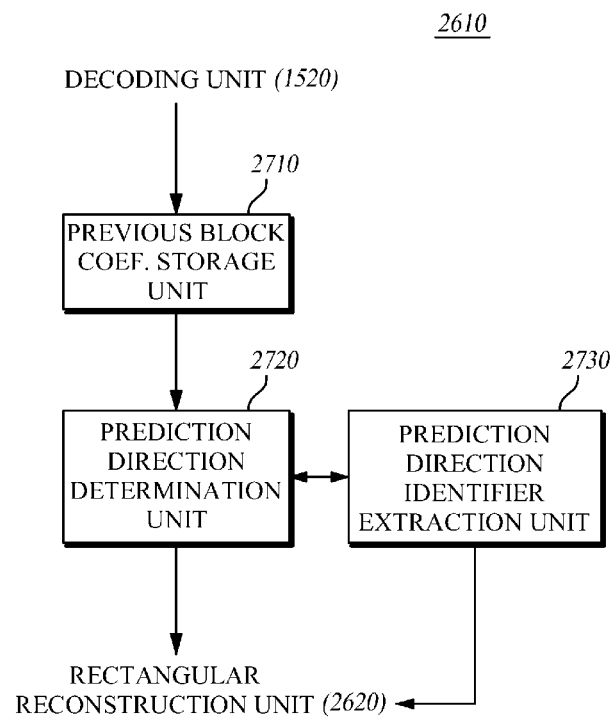 2610
DECODING UNIT (1520)
2710
PREVIOUS BLOCK
COEF. STORAGE
UNIT
2720
PREDICTION
DIRECTION
DETERMINATION
UNIT
2730
PREDICTION
DIRECTION
IDENTIFIER
EXTRACTION UNIT
RECTANGULAR
RECONSTRUCTION UNIT (2620)